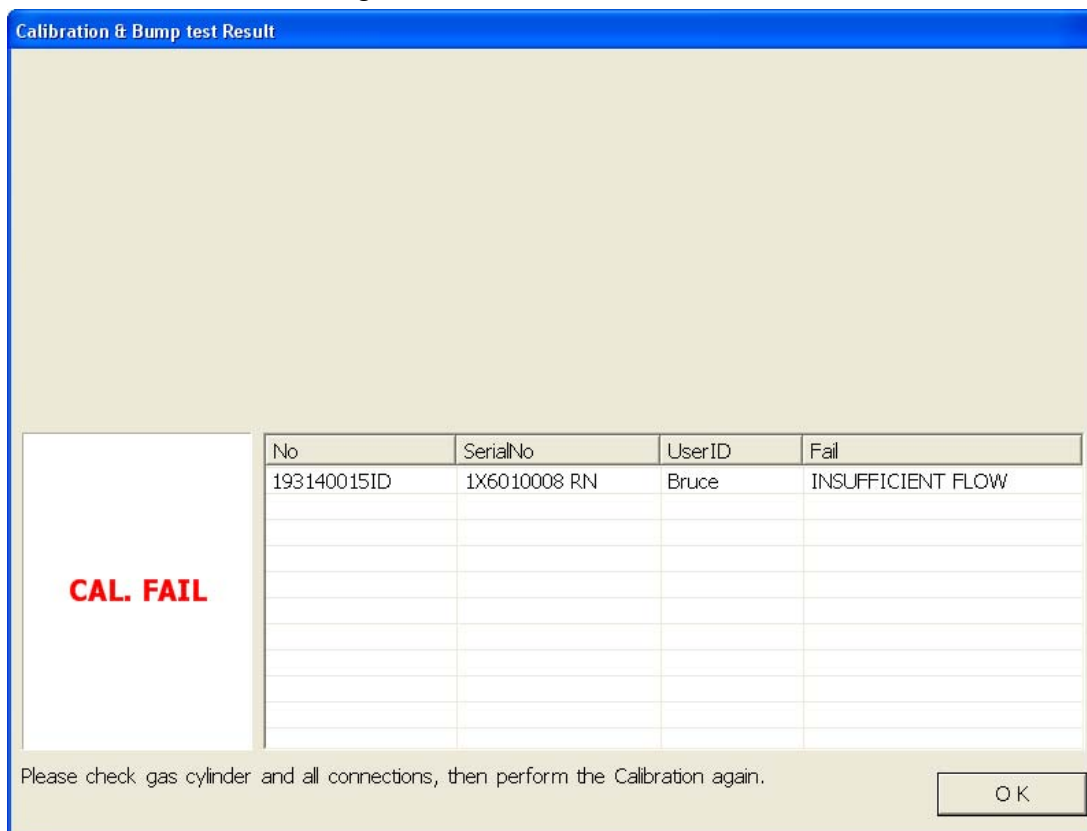 Calibration & Bump test Result
No SerialNo UserID Fail
193140015ID 1X6010008 RN Bruce INSUFFICIENT FLOW
CAL. FAIL
Please check gas cylinder and all connections, then perform the Calibration again.
OK